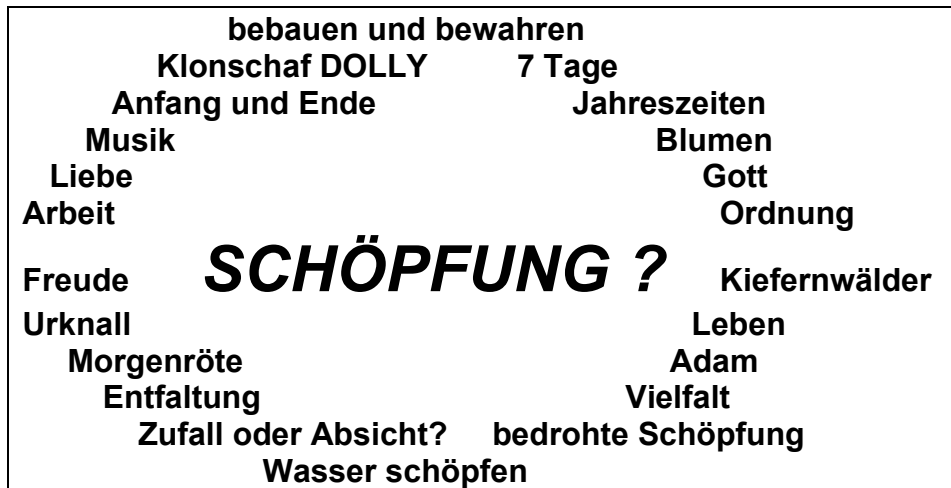 bebauen und bewahren
Klonschaf DOLLY 7 Tage
Anfang und Ende Jahreszeiten
Musik Blumen
Liebe Gott
Arbeit Ordnung
Freude SCHÖPFUNG ? Kiefernwälder
Urknall Leben
Morgenröte Adam
Entfaltung Vielfalt
Zufall oder Absicht? bedrohte Schöpfung
Wasser schöpfen